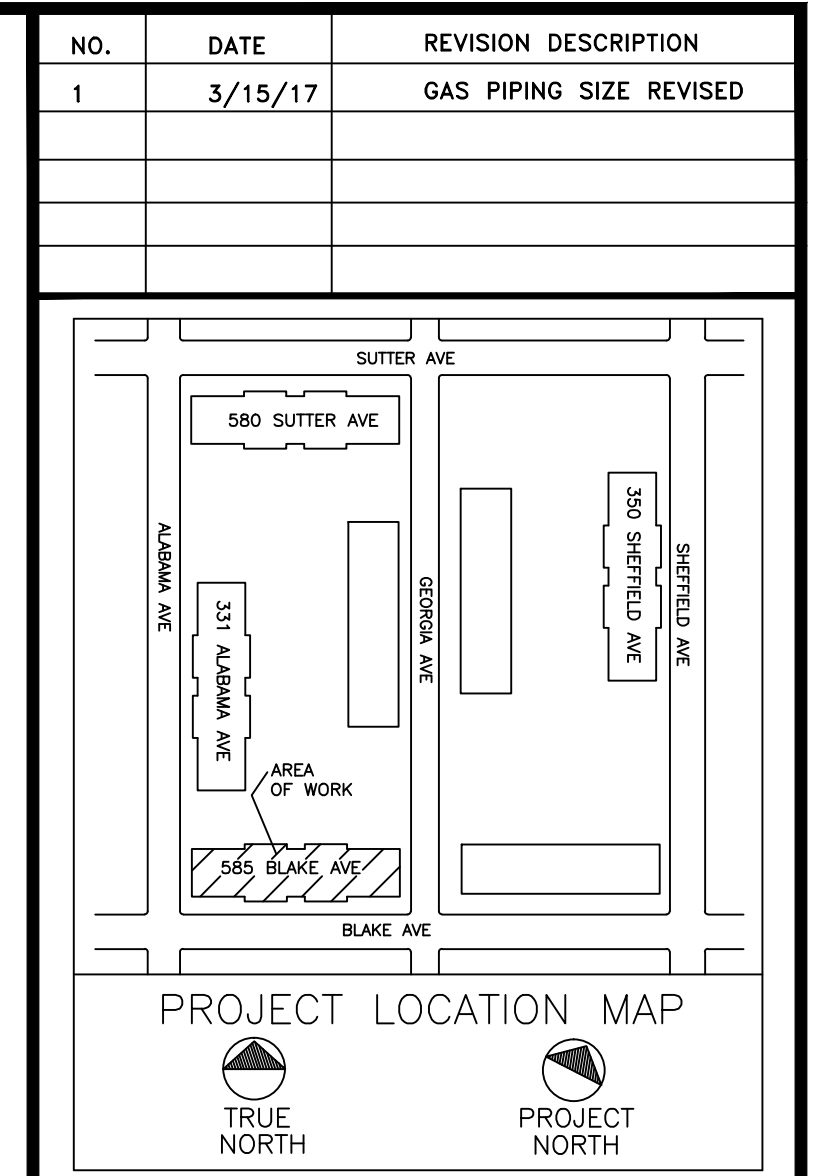 NO. DATE REVISION DESCRIPTION
1 3/15/17 GAS PIPING SIZE REVISED
SUTTER AVE
580 SUTTER AVE
ALABAMA AVE
331 ALABAMA AVE
GEORGIA AVE
350 SHEFFIELD AVE
SHEFFIELD AVE
AREA
OF WORK
585 BLAKE AVE
BLAKE AVE
PROJECT LOCATION MAP
TRUE
NORTH
PROJECT
NORTH